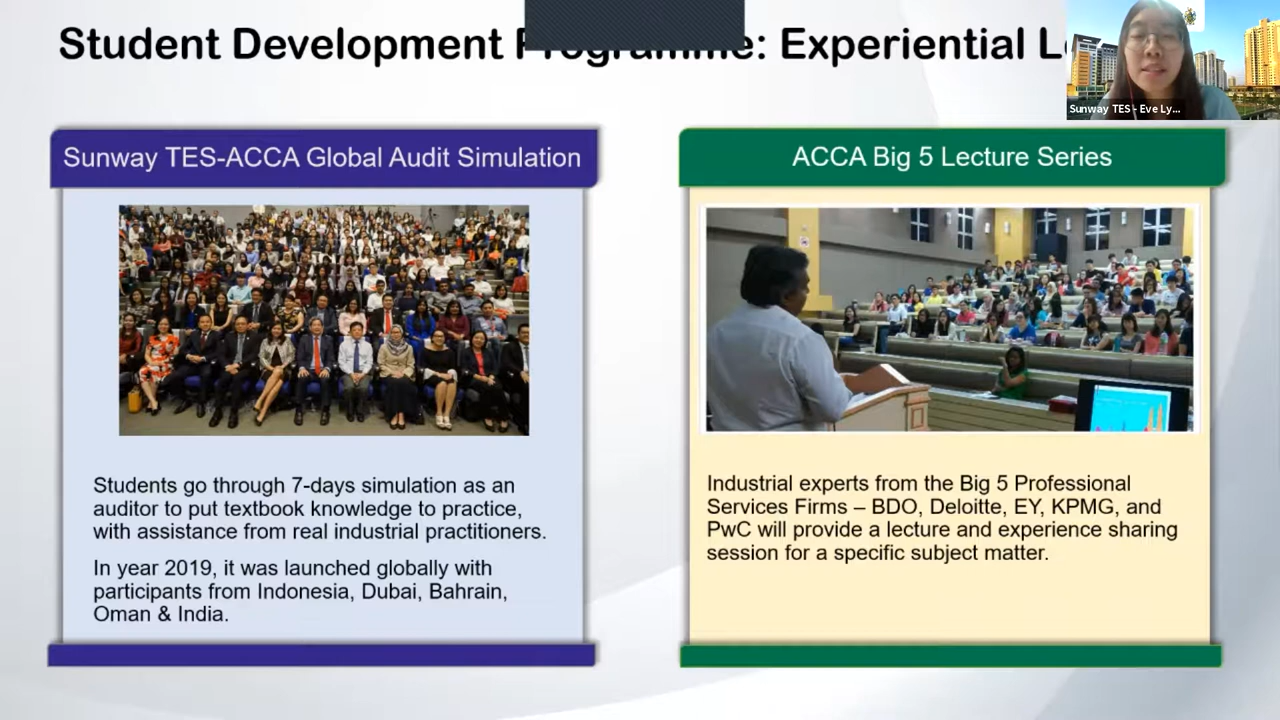 Student Development Programme: Experiential L
Sunway TES - Eve Ly...
Sunway TES-ACCA Global Audit Simulation
Students go through 7-days simulation as an
auditor to put textbook knowledge to practice,
with assistance from real industrial practitioners.
In year 2019, it was launched globally with
participants from Indonesia, Dubai, Bahrain,
Oman & India.
ACCA Big 5 Lecture Series
Industrial experts from the Big 5 Professional
Services Firms – BDO, Deloitte, EY, KPMG, and
PwC will provide a lecture and experience sharing
session for a specific subject matter.